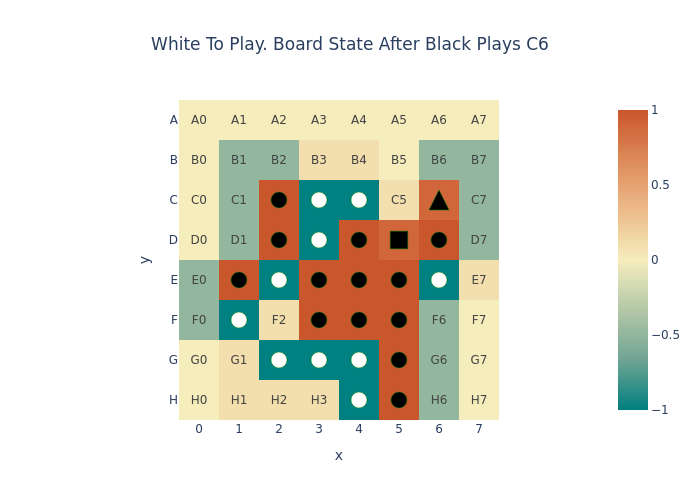 White To Play. Board State After Black Plays C6
A A0 A1 A2 A3 A4 A5 A6 A7
B B0 B1 B2 B3 B4 B5 B6 B7
C C0 C1 C5 C7
D D0 D1 D7
E E0 E7
F F0 F2 F6 F7
G G0 G1 G6 G7
H H0 H1 H2 H3 H6 H7
0 1 2 3 4 5 6 7
x
y
1
0.5
0
−0.5
−1